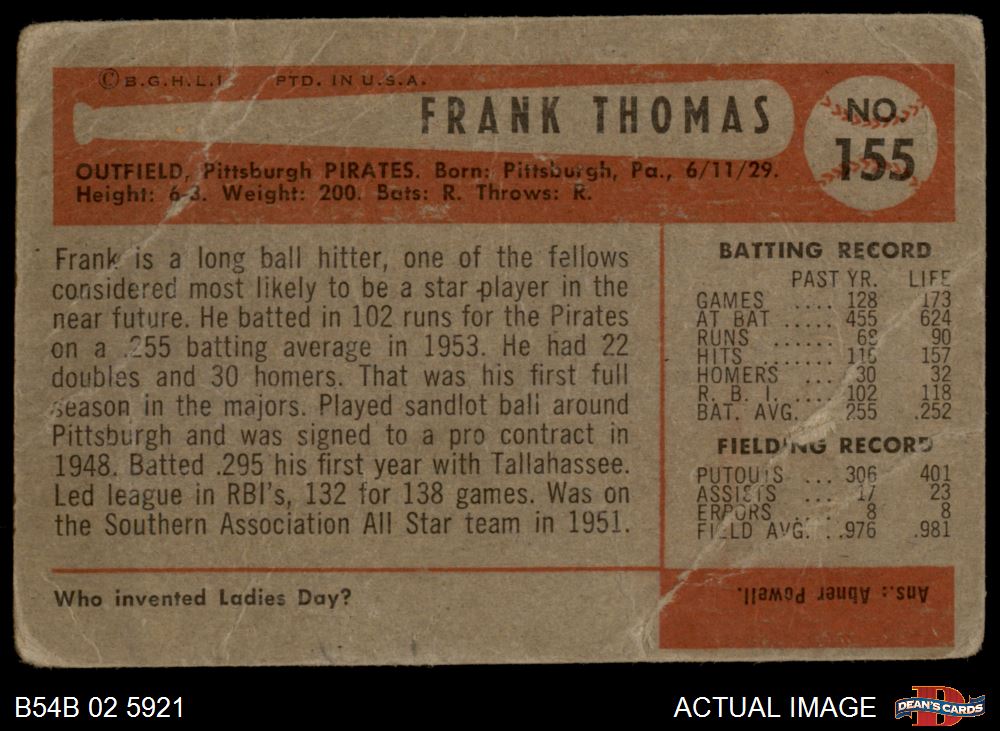 © B.G.H.L.I. PTD. IN U.S.A.
FRANK THOMAS
NO. 155
OUTFIELD, Pittsburgh PIRATES. Born: Pittsburgh, Pa., 6/11/29.
Height: 6-3. Weight: 200. Bats: R. Throws: R.
Frank is a long ball hitter, one of the fellows
considered most likely to be a star player in the
near future. He batted in 102 runs for the Pirates
on a .255 batting average in 1953. He had 22
doubles and 30 homers. That was his first full
season in the majors. Played sandlot ball around
Pittsburgh and was signed to a pro contract in
1948. Batted .295 his first year with Tallahassee.
Led league in RBI's, 132 for 138 games. Was on
the Southern Association All Star team in 1951.
BATTING RECORD
PAST YR. LIFE
GAMES .... 128 173
AT BAT ..... 455 624
RUNS ...... 68 90
HITS ....... 116 157
HOMERS ... 30 32
R. B. I. .... 102 118
BAT. AVG. 255 .252
FIELDING RECORD
PUTOUTS ... 306 401
ASSISTS ... 17 23
ERRORS ... 8 8
FIELD AVG. .976 .981
Who invented Ladies Day?
Ans.: Abner Powell.
B54B 02 5921
ACTUAL IMAGE
DEAN'S CARDS